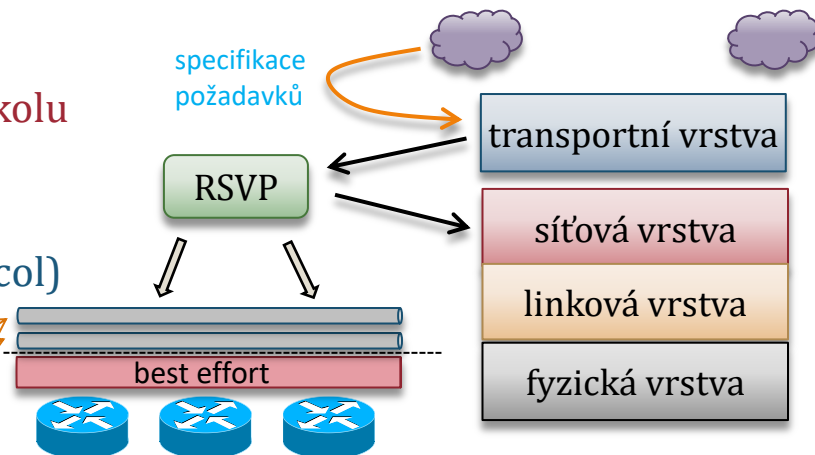 specifikace
požadavků
kolu
transportní vrstva
RSVP
síťová vrstva
col)
linková vrstva
best effort
fyzická vrstva